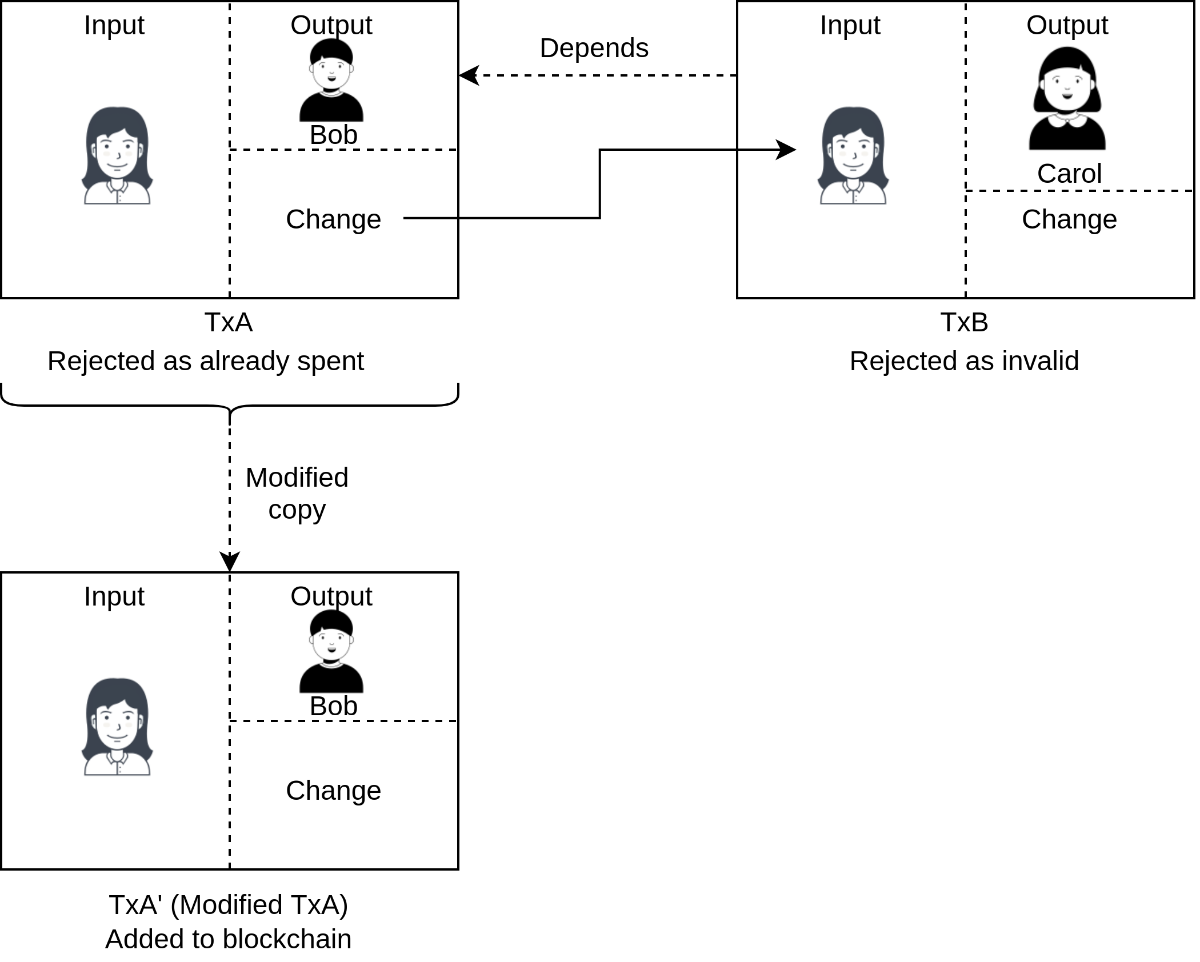 Input
Output
Bob
Change
TxA
Rejected as already spent
Depends
Input
Output
Carol
Change
TxB
Rejected as invalid
Modified
copy
Input
Output
Bob
Change
TxA' (Modified TxA)
Added to blockchain